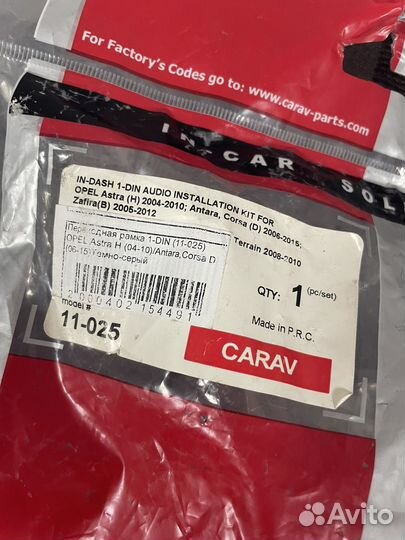 For Factory's Codes go to: www.carav-parts
IN CAR SOL
IN-DASH 1-DIN AUDIO INSTALLATION KIT FOR
OPEL Astra (H) 2004-2010; Antara, Corsa (D) 2006-2015;
Zafira(B) 2005-2012
Terrain 2008-2010
Переходная рамка 1-DIN (11-025)
OPEL Astra H (04-10)/Antara,Corsa D
(06-15)Темно-серый
2 000402 154491
QTY: 1 (pc/set)
model #
11-025
Made in P.R.C.
CARAV
Avito